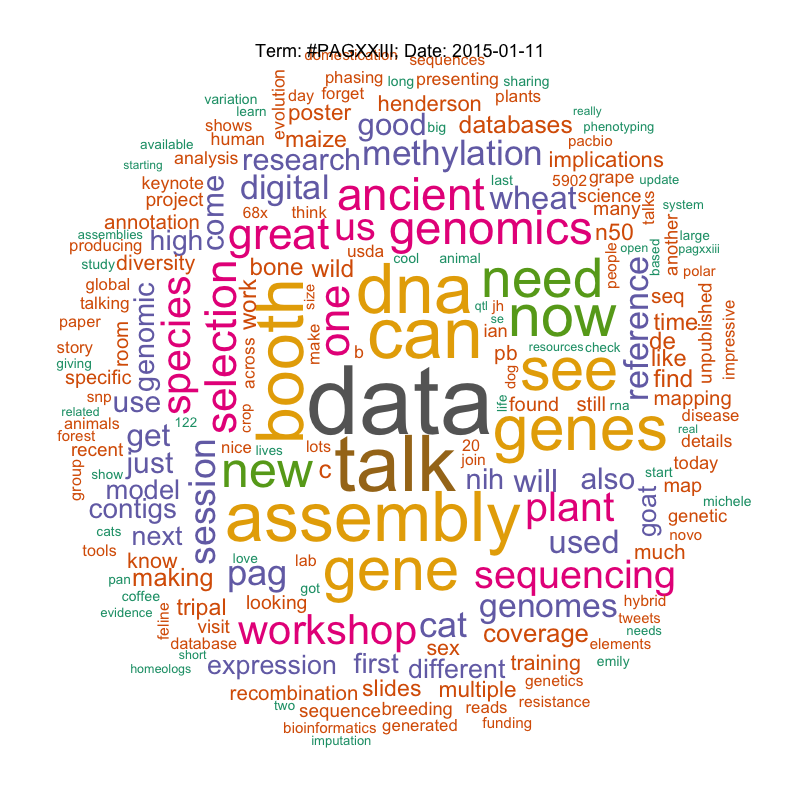 Term: #PAGXXIII; Date: 2015-01-11
domestication
sequences
phasing
long
presenting
sharing
evolution
day
forget
plants
variation
learn
poster
henderson
really
shows
good
big
databases
phenotyping
human
maize
pacbio
available
analysis
research
methylation
implications
starting
keynote
come
digital
ancient
last
wheat
5902
grape
update
project
science
talks
68x
think
many
system
annotation
great
us
genomics
n50
another
large
assemblies
high
usda
people
open
based
pagxxiii
producing
diversity
bone
wild
cool
animal
need
reference
study
species
selection
work
booth
size
one
dna
qtl
jh
now
seq
polar
global
genomic
talking
make
can
se
ian
time
unpublished
impressive
paper
room
across
b
pb
resources
check
de
like
story
see
find
giving
specific
crop
dog
life
snp
use
data
found
still
rna
mapping
related
122
genes
disease
animals
real
forest
get
session
nice
lives
lots
talk
20
join
details
recent
just
new
c
nih
will
also
start
today
group
show
model
goat
map
contigs
assembly
plant
michele
genetic
cats
next
used
novo
tools
know
love
lab
gene
much
pan
making
pag
got
sequencing
coffee
evidence
feline
tripal
looking
genomes
hybrid
visit
workshop
cat
tweets
database
coverage
needs
elements
short
sex
homeologs
expression
first
different
training
emily
genetics
recombination
slides
multiple
resistance
two
sequence
breeding
reads
bioinformatics
generated
funding
imputation